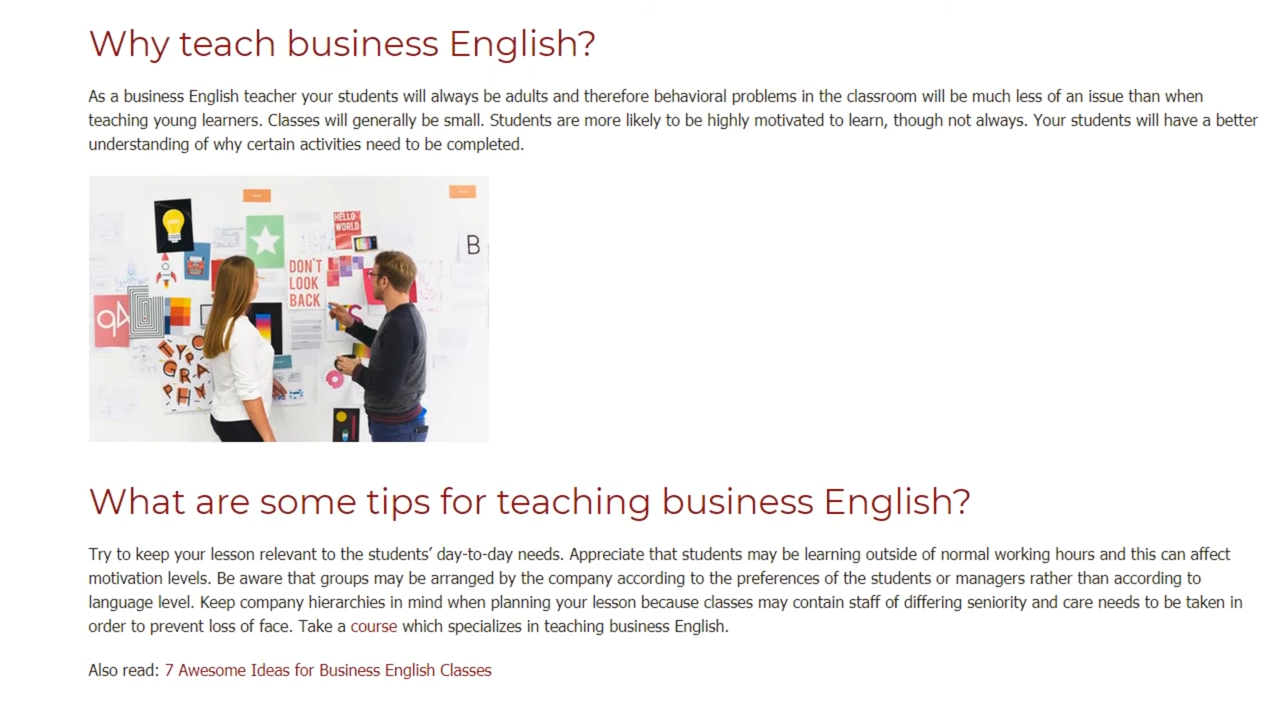 Why teach business English?
As a business English teacher your students will always be adults and therefore behavioral problems in the classroom will be much less of an issue than when
teaching young learners. Classes will generally be small. Students are more likely to be highly motivated to learn, though not always. Your students will have a better
understanding of why certain activities need to be completed.
HELLO
WORLD
B
DON'T
LOOK
BACK
94
TYPO
GRA
PHY
What are some tips for teaching business English?
Try to keep your lesson relevant to the students’ day-to-day needs. Appreciate that students may be learning outside of normal working hours and this can affect
motivation levels. Be aware that groups may be arranged by the company according to the preferences of the students or managers rather than according to
language level. Keep company hierarchies in mind when planning your lesson because classes may contain staff of differing seniority and care needs to be taken in
order to prevent loss of face. Take a course which specializes in teaching business English.
Also read: 7 Awesome Ideas for Business English Classes